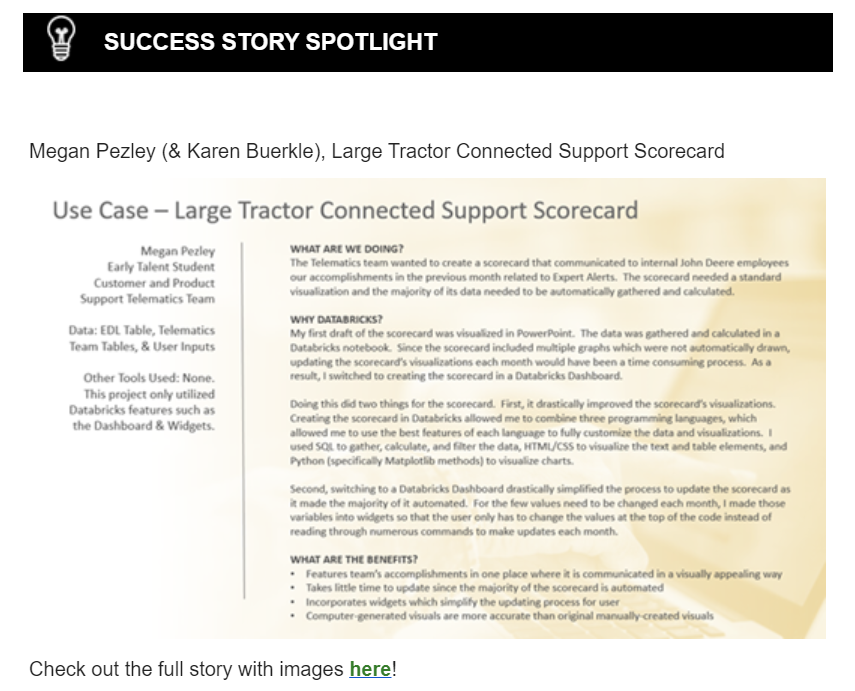 SUCCESS STORY SPOTLIGHT
Megan Pezley (& Karen Buerkle), Large Tractor Connected Support Scorecard
Use Case – Large Tractor Connected Support Scorecard
Megan Pezley
Early Talent Student
Customer and Product
Support Telematics Team
Data: EDL Table, Telematics
Team Tables, & User Inputs
Other Tools Used: None.
This project only utilized
Databricks features such as
the Dashboard & Widgets.
WHAT ARE WE DOING?
The Telematics team wanted to create a scorecard that communicated to internal John Deere employees
our accomplishments in the previous month related to Expert Alerts. The scorecard needed a standard
visualization and the majority of its data needed to be automatically gathered and calculated.
WHY DATABRICKS?
My first draft of the scorecard was visualized in PowerPoint. The data was gathered and calculated in a
Databricks notebook. Since the scorecard included multiple graphs which were not automatically drawn,
updating the scorecard's visualizations each month would have been a time consuming process. As a
result, I switched to creating the scorecard in a Databricks Dashboard.
Doing this did two things for the scorecard. First, it drastically improved the scorecard's visualizations.
Creating the scorecard in Databricks allowed me to combine three programming languages, which
allowed me to use the best features of each language to fully customize the data and visualizations. I
used SQL to gather, calculate, and filter the data, HTML/CSS to visualize the text and table elements, and
Python (specifically Matplotlib methods) to visualize charts.
Second, switching to a Databricks Dashboard drastically simplified the process to update the scorecard as
it made the majority of it automated. For the few values need to be changed each month, I made those
variables into widgets so that the user only has to change the values at the top of the code instead of
reading through numerous commands to make updates each month.
WHAT ARE THE BENEFITS?
• Features team's accomplishments in one place where it is communicated in a visually appealing way
• Takes little time to update since the majority of the scorecard is automated
• Incorporates widgets which simplify the updating process for user
• Computer-generated visuals are more accurate than original manually-created visuals
Check out the full story with images here!